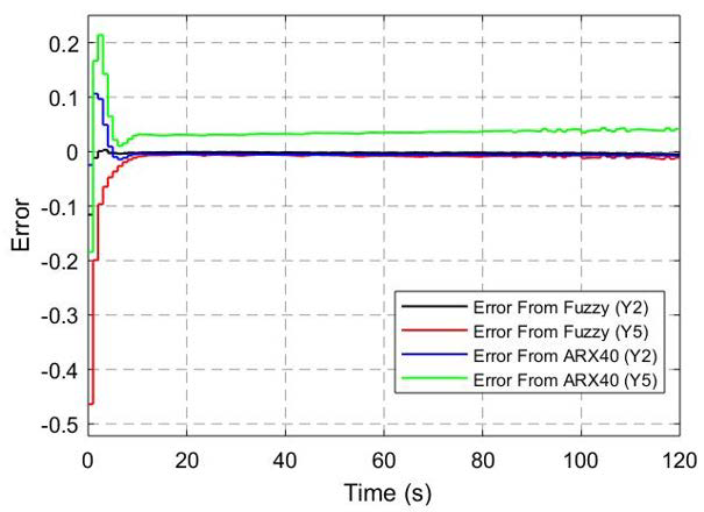 0.2
0.1
0
-0.1
-0.2
-0.3
-0.4
-0.5
Error
Error From Fuzzy (Y2)
Error From Fuzzy (Y5)
Error From ARX40 (Y2)
Error From ARX40 (Y5)
0 20 40 60 80 100 120
Time (s)